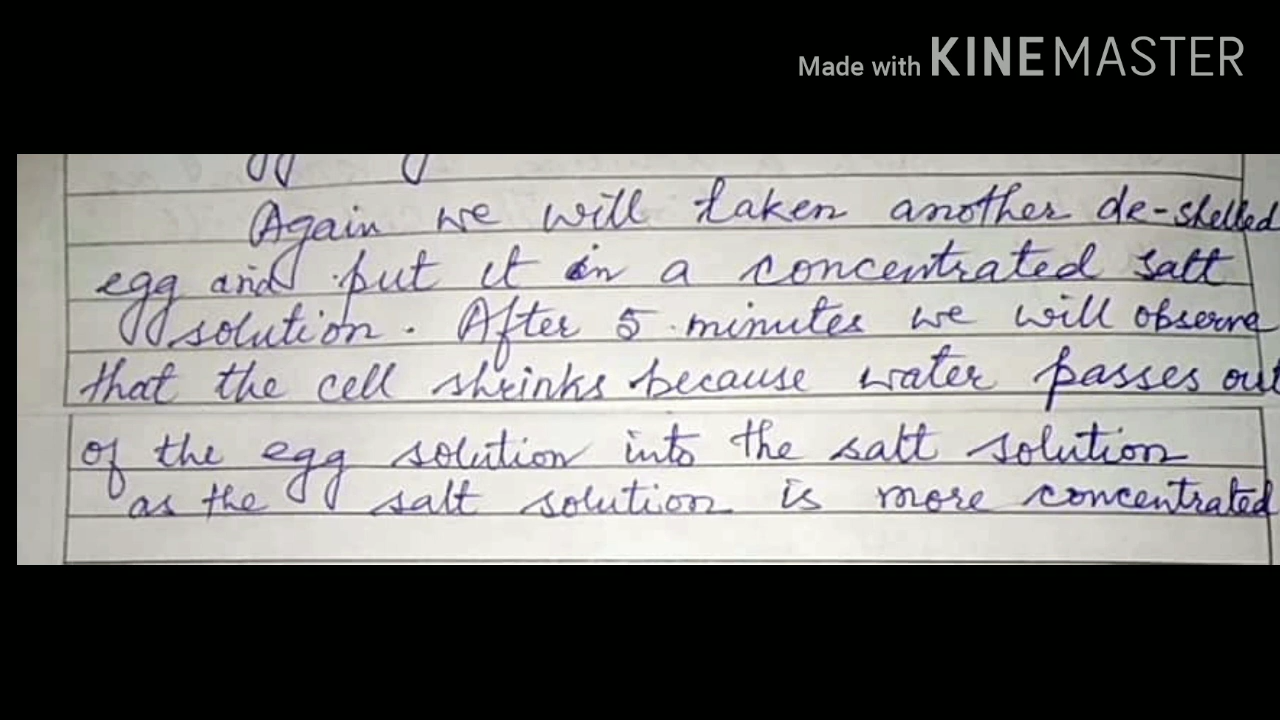 Made with KINEMASTER
Again we will taken another de-shelled
egg and put it in a concentrated salt
solution. After 5 minutes we will observe
that the cell shrinks because water passes out
of the egg solution into the salt solution
as the salt solution is more concentrated